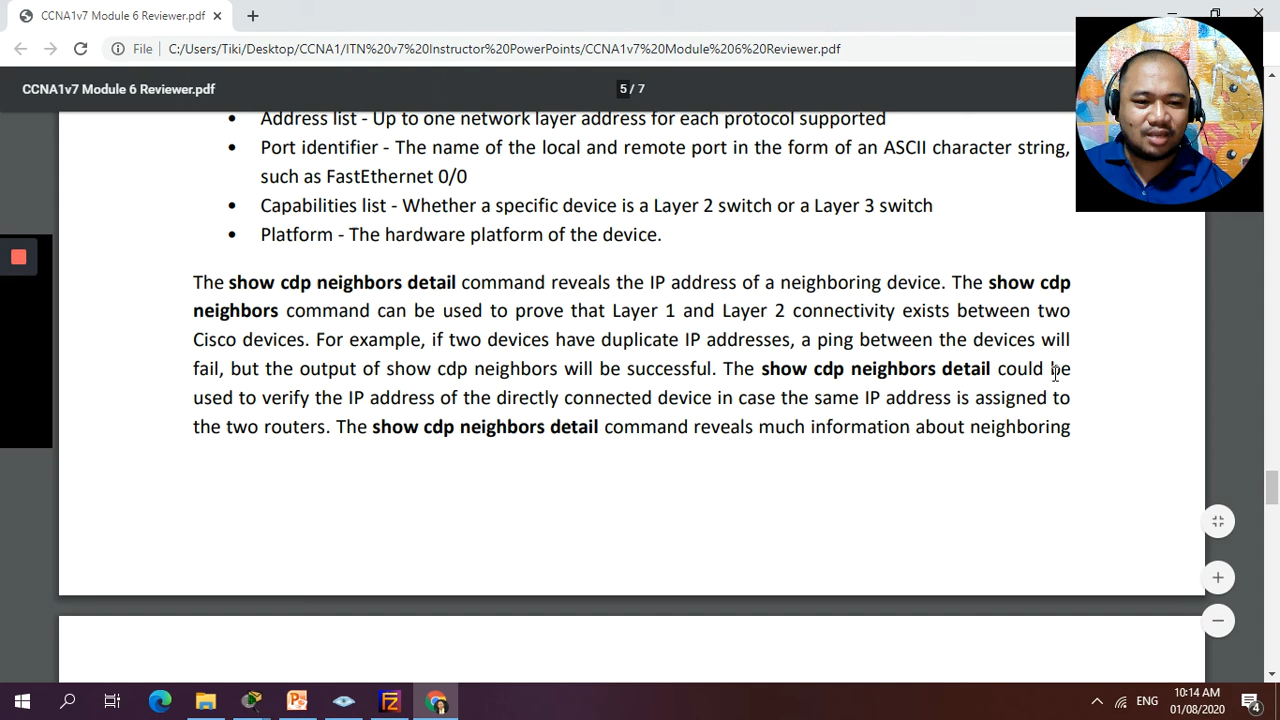 CCNA1v7 Module 6 Reviewer.pdf
File
C:/Users/Tiki/Desktop/CCNA1/ITN%20v7%20Instructor%20PowerPoints/CCNA1v7%20Module%206%20Reviewer.pdf
CCNA1v7 Module 6 Reviewer.pdf
5 / 7
• Address list - Up to one network layer address for each protocol supported
• Port identifier - The name of the local and remote port in the form of an ASCII character string,
such as FastEthernet 0/0
• Capabilities list - Whether a specific device is a Layer 2 switch or a Layer 3 switch
• Platform - The hardware platform of the device.
The show cdp neighbors detail command reveals the IP address of a neighboring device. The show cdp
neighbors command can be used to prove that Layer 1 and Layer 2 connectivity exists between two
Cisco devices. For example, if two devices have duplicate IP addresses, a ping between the devices will
fail, but the output of show cdp neighbors will be successful. The show cdp neighbors detail could be
used to verify the IP address of the directly connected device in case the same IP address is assigned to
the two routers. The show cdp neighbors detail command reveals much information about neighboring
ENG
10:14 AM
01/08/2020
4